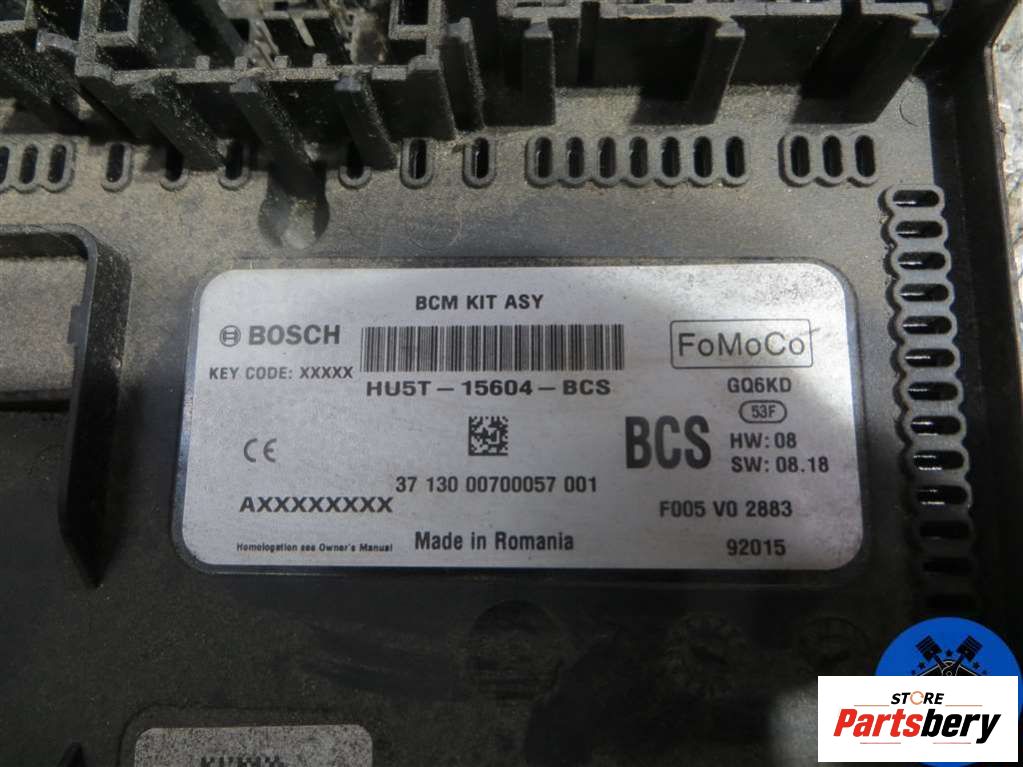 BCM KIT ASY
BOSCH
FoMoCo
KEY CODE: XXXXX
HU5T-15604-BCS
GQ6KD
53F
BCS
HW: 08
SW: 08.18
CE
37 130 00700057 001
AXXXXXXXX
F005 V0 2883
Homologation see Owner's Manual
Made in Romania
92015
STORE
Partsbery